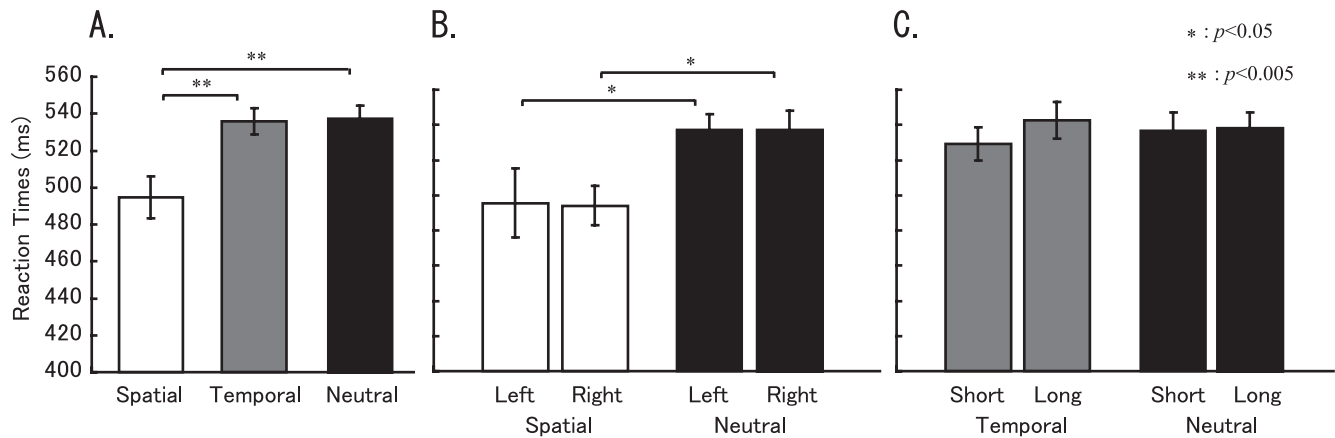 A.
B.
C.
* : p<0.05
** : p<0.005
**
**
*
*
Reaction Times (ms)
560
540
520
500
480
460
440
420
400
Spatial Temporal Neutral
Left Right Left Right
Spatial Neutral
Short Long Short Long
Temporal Neutral